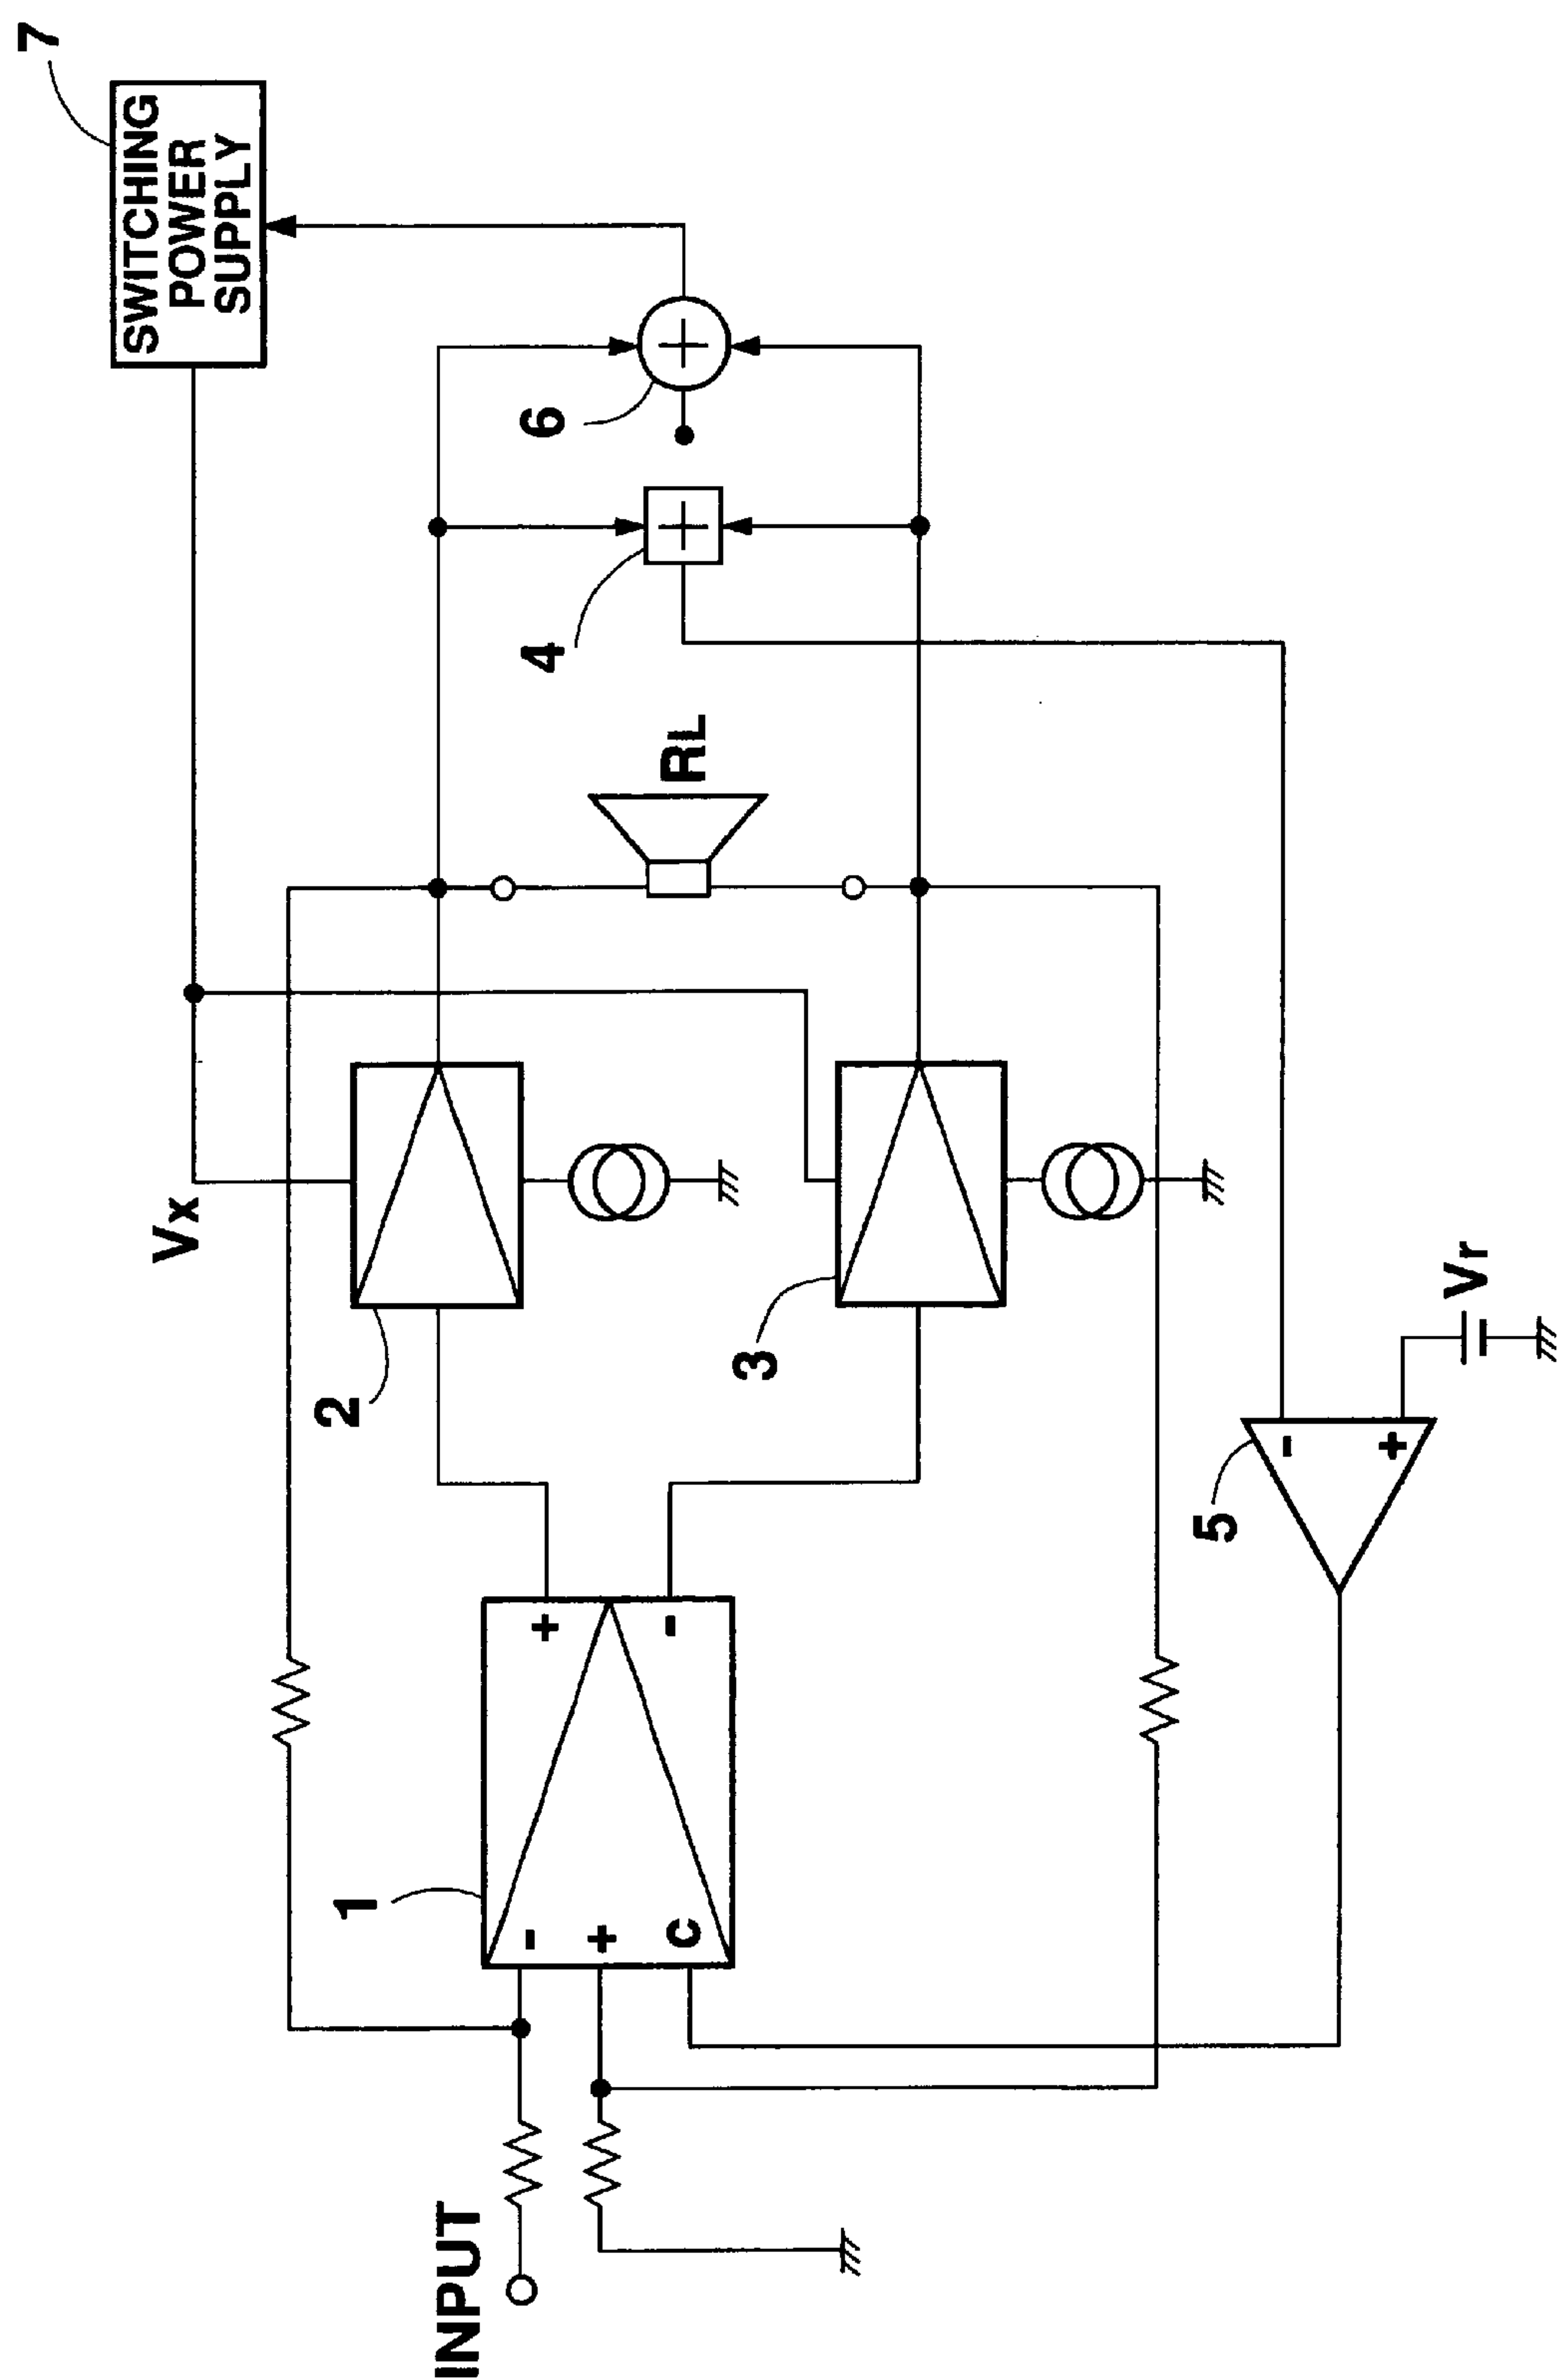 7
SWITCHING
POWER
SUPPLY
Vx
6
4
RL
2
3
1
-
+
c
+
-
5
-
+
Vr
INPUT